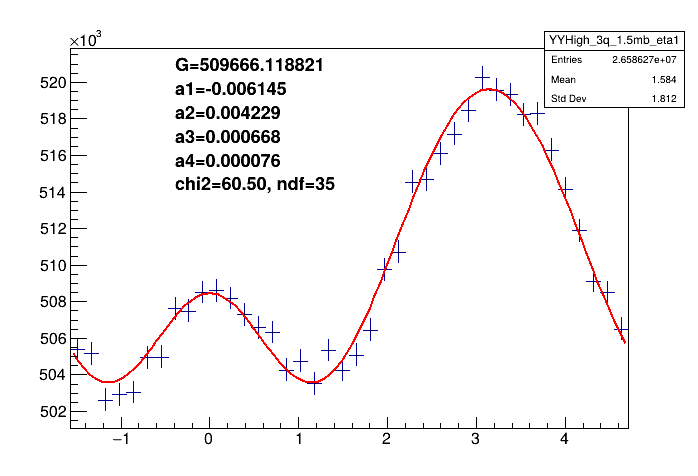 ×10³
YYHigh_3q_1.5mb_eta1
Entries 2.658627e+07
Mean 1.584
Std Dev 1.812
G=509666.118821
a1=-0.006145
a2=0.004229
a3=0.000668
a4=0.000076
chi2=60.50, ndf=35
520
518
516
514
512
510
508
506
504
502
−1 0 1 2 3 4